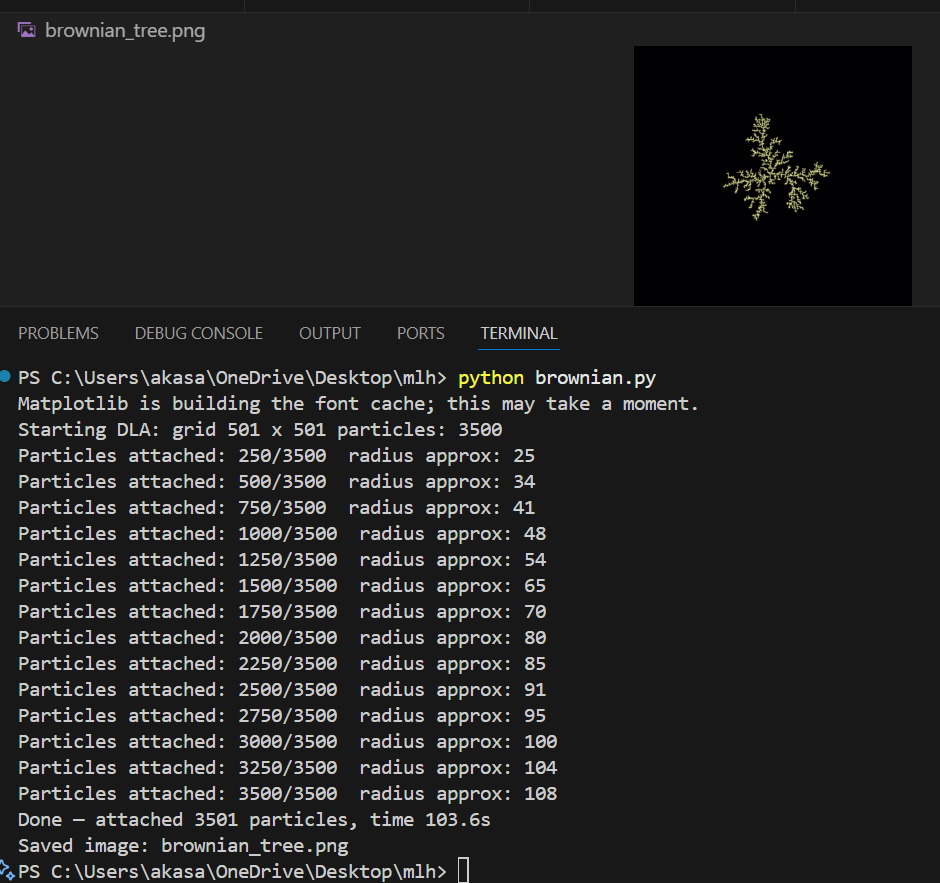 brownian_tree.png
PROBLEMS DEBUG CONSOLE OUTPUT PORTS TERMINAL
PS C:\Users\akasa\OneDrive\Desktop\mlh> python brownian.py
Matplotlib is building the font cache; this may take a moment.
Starting DLA: grid 501 x 501 particles: 3500
Particles attached: 250/3500  radius approx: 25
Particles attached: 500/3500  radius approx: 34
Particles attached: 750/3500  radius approx: 41
Particles attached: 1000/3500  radius approx: 48
Particles attached: 1250/3500  radius approx: 54
Particles attached: 1500/3500  radius approx: 65
Particles attached: 1750/3500  radius approx: 70
Particles attached: 2000/3500  radius approx: 80
Particles attached: 2250/3500  radius approx: 85
Particles attached: 2500/3500  radius approx: 91
Particles attached: 2750/3500  radius approx: 95
Particles attached: 3000/3500  radius approx: 100
Particles attached: 3250/3500  radius approx: 104
Particles attached: 3500/3500  radius approx: 108
Done — attached 3501 particles, time 103.6s
Saved image: brownian_tree.png
PS C:\Users\akasa\OneDrive\Desktop\mlh>